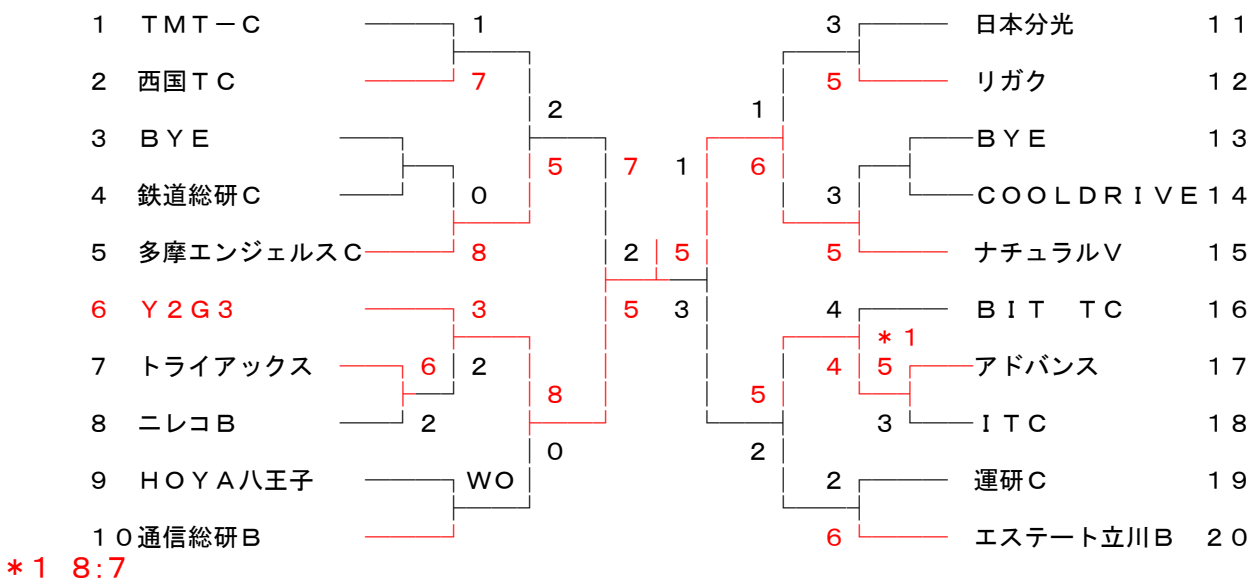 １ ＴＭＴ－Ｃ １ ３ 日本分光 １１
２ 西国ＴＣ ７ ５ リガク １２
２ １
３ ＢＹＥ ＢＹＥ １３
５ ７ １ ６
４ 鉄道総研Ｃ ０ ３ ＣＯＯＬＤＲＩＶＥ １４
５ 多摩エンジェルスＣ ８ ２ ５ ５ ナチュラルＶ １５
６ Ｙ２Ｇ３ ３ ５ ３ ４ ＢＩＴ　ＴＣ １６
＊１
７ トライアックス ６ ２ ４ ５ アドバンス １７
８ ５
８ ニレコＢ ２ ３ ＩＴＣ １８
０ ２
９ ＨＯＹＡ八王子 ＷＯ ２ 運研Ｃ １９
１０ 通信総研Ｂ ６ エステート立川Ｂ ２０
＊１ ８:７